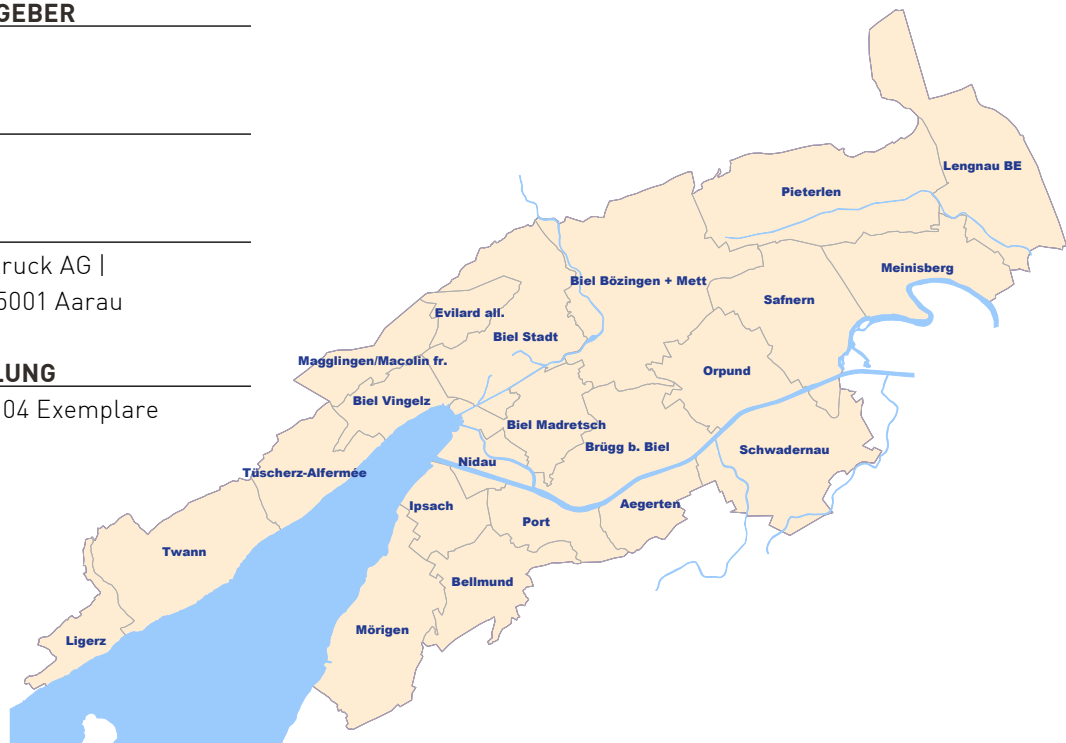 GEBER
ruck AG |
5001 Aarau
LUNG
04 Exemplare
Lengnau BE
Pieterlen
Meinisberg
Biel Bözingen + Mett
Safnern
Evilard all.
Biel Stadt
Magglingen/Macolin fr.
Orpund
Biel Vingelz
Biel Madretsch
Brügg b. Biel
Schwadernau
Nidau
Tüscherz-Alfermée
Ipsach
Aegerten
Port
Twann
Bellmund
Mörigen
Ligerz